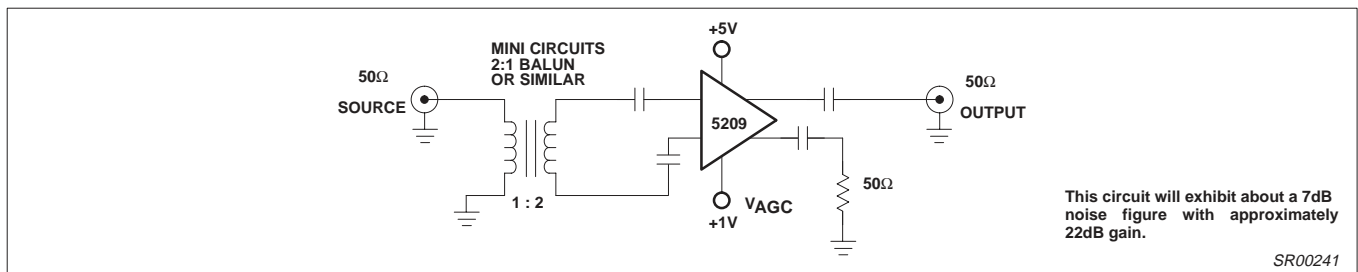 +5V
MINI CIRCUITS
2:1 BALUN
OR SIMILAR
50Ω
SOURCE
50Ω
OUTPUT
5209
50Ω
1 : 2
VAGC
+1V
This circuit will exhibit about a 7dB
noise figure with approximately
22dB gain.
SR00241